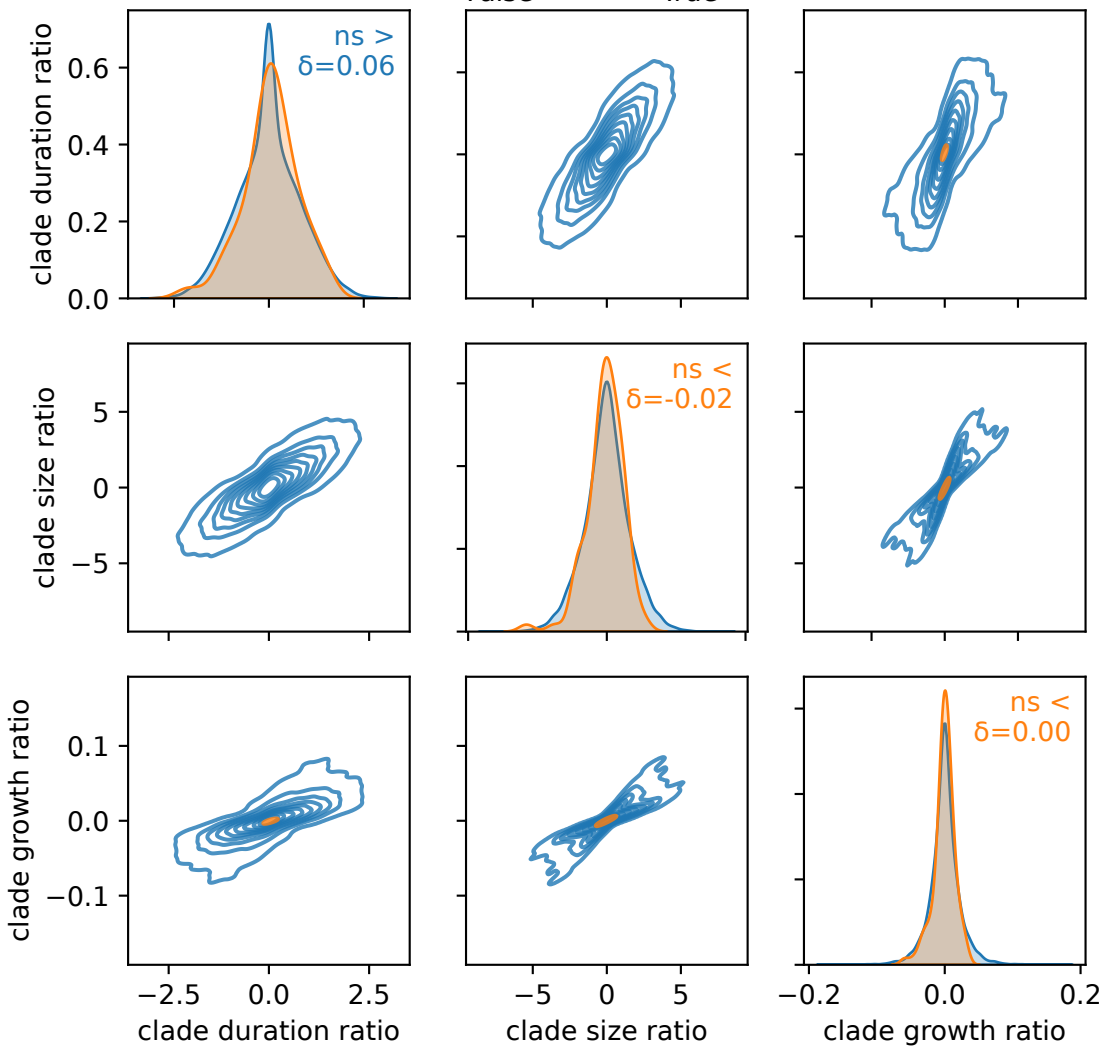 clade duration ratio
0.6
0.4
0.2
0.0
ns >
δ=0.06
clade size ratio
5
0
−5
ns <
δ=-0.02
clade growth ratio
0.1
0.0
−0.1
ns <
δ=0.00
−2.5 0.0 2.5
clade duration ratio
−5 0 5
clade size ratio
−0.2 0.0 0.2
clade growth ratio